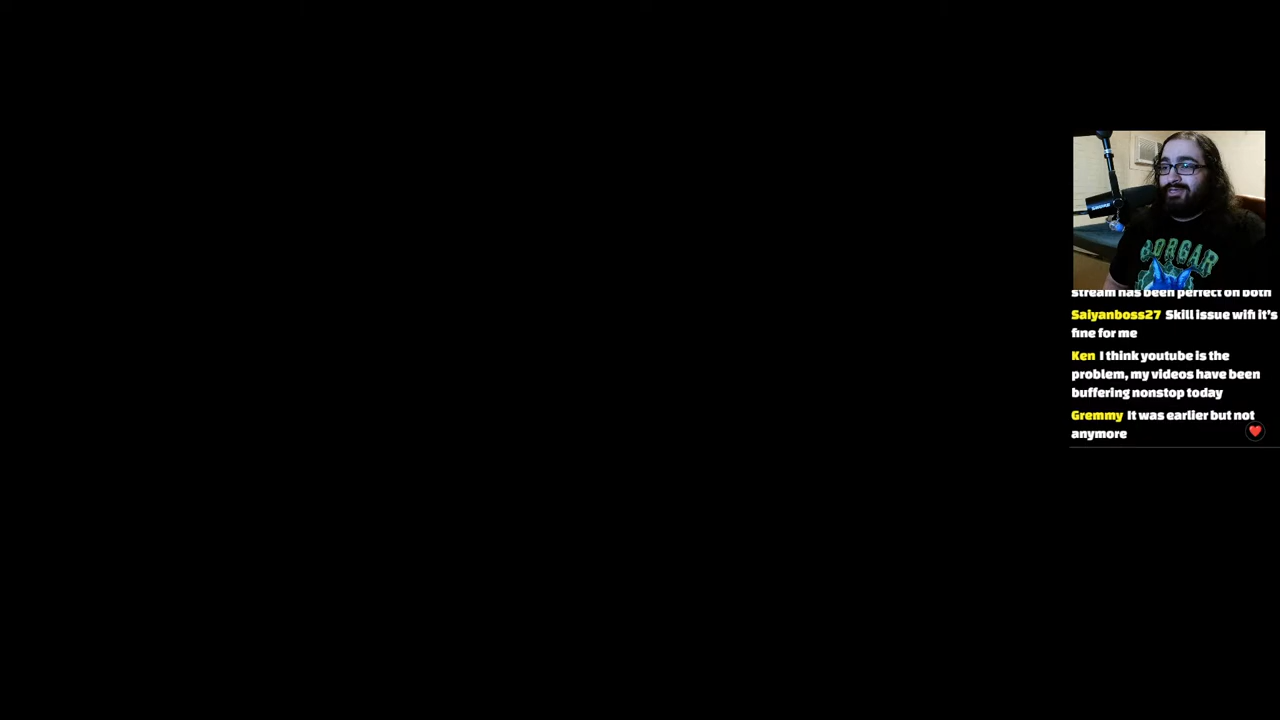 BORGAR
stream has been perfect on both
Saiyanboss27 Skill issue wifi it's
fine for me
Ken I think youtube is the
problem, my videos have been
buffering nonstop today
Gremmy It was earlier but not
anymore